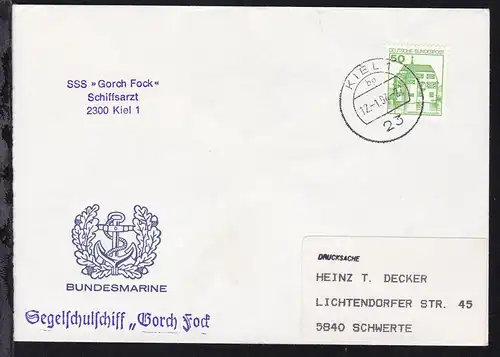 SSS »Gorch Fock«
Schiffsarzt
2300 Kiel 1
50
DEUTSCHE BUNDESPOST
KIEL 1
bp
23
BUNDESMARINE
Segelschulschiff „Gorch Fock
DRUCKSACHE
HEINZ T. DECKER
LICHTENDORFER STR. 45
5840 SCHWERTE